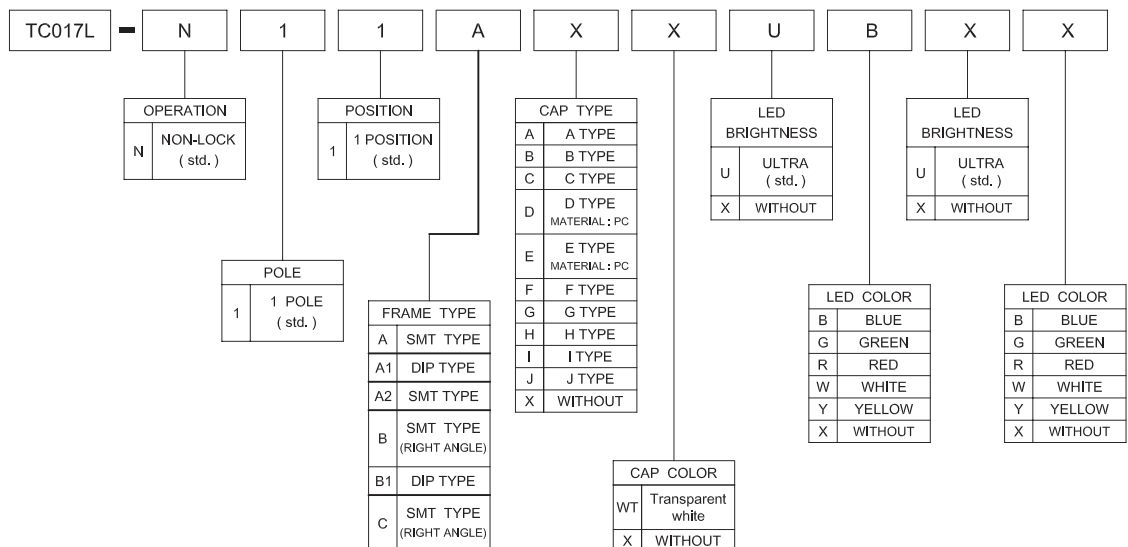 TC017L - N 1 1 A X X U B X X
OPERATION
N NON-LOCK
( std. )
POSITION
1 1 POSITION
( std. )
CAP TYPE
A A TYPE
B B TYPE
C C TYPE
D D TYPE
MATERIAL : PC
E E TYPE
MATERIAL : PC
F F TYPE
G G TYPE
H H TYPE
I I TYPE
J J TYPE
X WITHOUT
LED
BRIGHTNESS
U ULTRA
( std. )
X WITHOUT
LED
BRIGHTNESS
U ULTRA
( std. )
X WITHOUT
POLE
1 1 POLE
( std. )
FRAME TYPE
A SMT TYPE
A1 DIP TYPE
A2 SMT TYPE
B SMT TYPE
(RIGHT ANGLE)
B1 DIP TYPE
C SMT TYPE
(RIGHT ANGLE)
LED COLOR
B BLUE
G GREEN
R RED
W WHITE
Y YELLOW
X WITHOUT
LED COLOR
B BLUE
G GREEN
R RED
W WHITE
Y YELLOW
X WITHOUT
CAP COLOR
WT Transparent
white
X WITHOUT